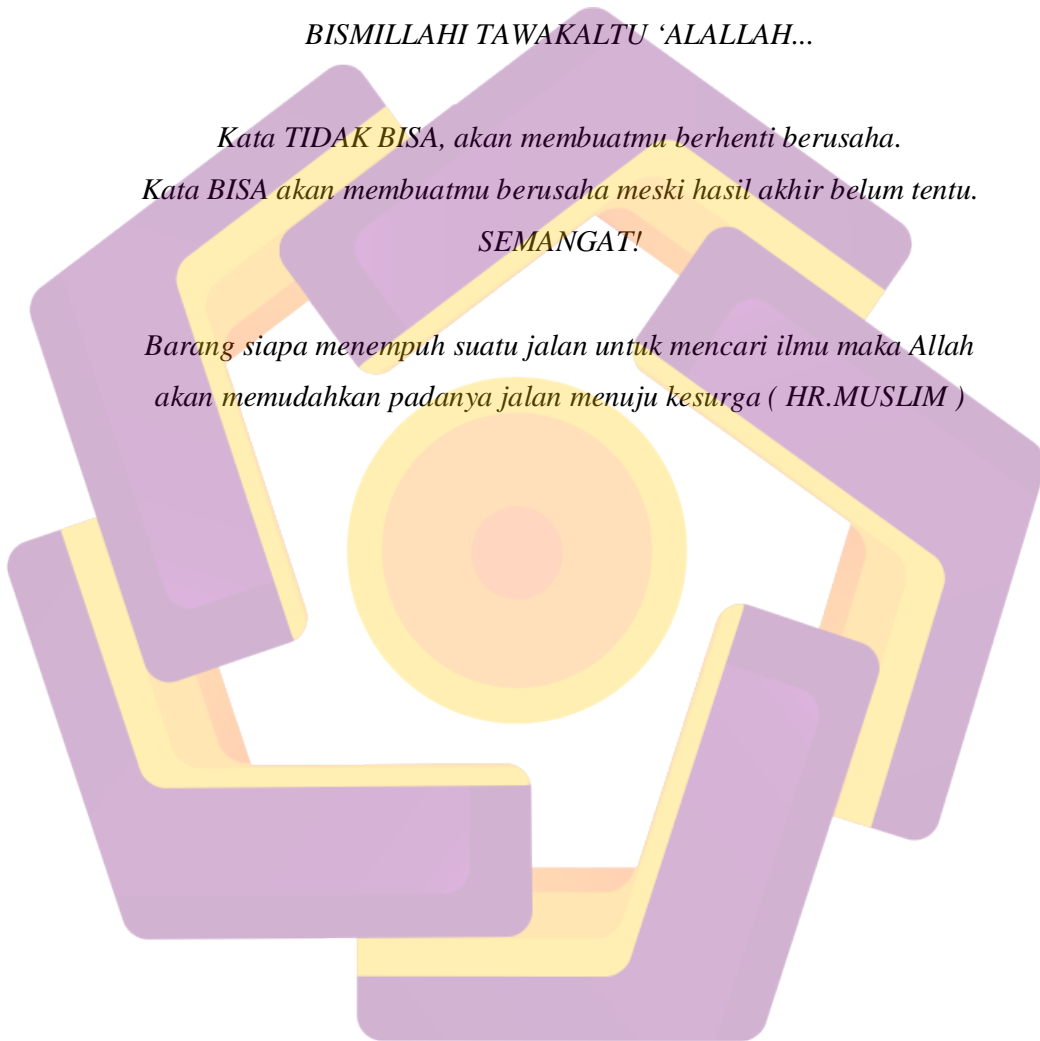 BISMILLAHI TAWAKALTU ‘ALALLAH...
Kata TIDAK BISA, akan membuatmu berhenti berusaha.
Kata BISA akan membuatmu berusaha meski hasil akhir belum tentu.
SEMANGAT!
Barang siapa menempuh suatu jalan untuk mencari ilmu maka Allah
akan memudahkan padanya jalan menuju kesurga ( HR.MUSLIM )